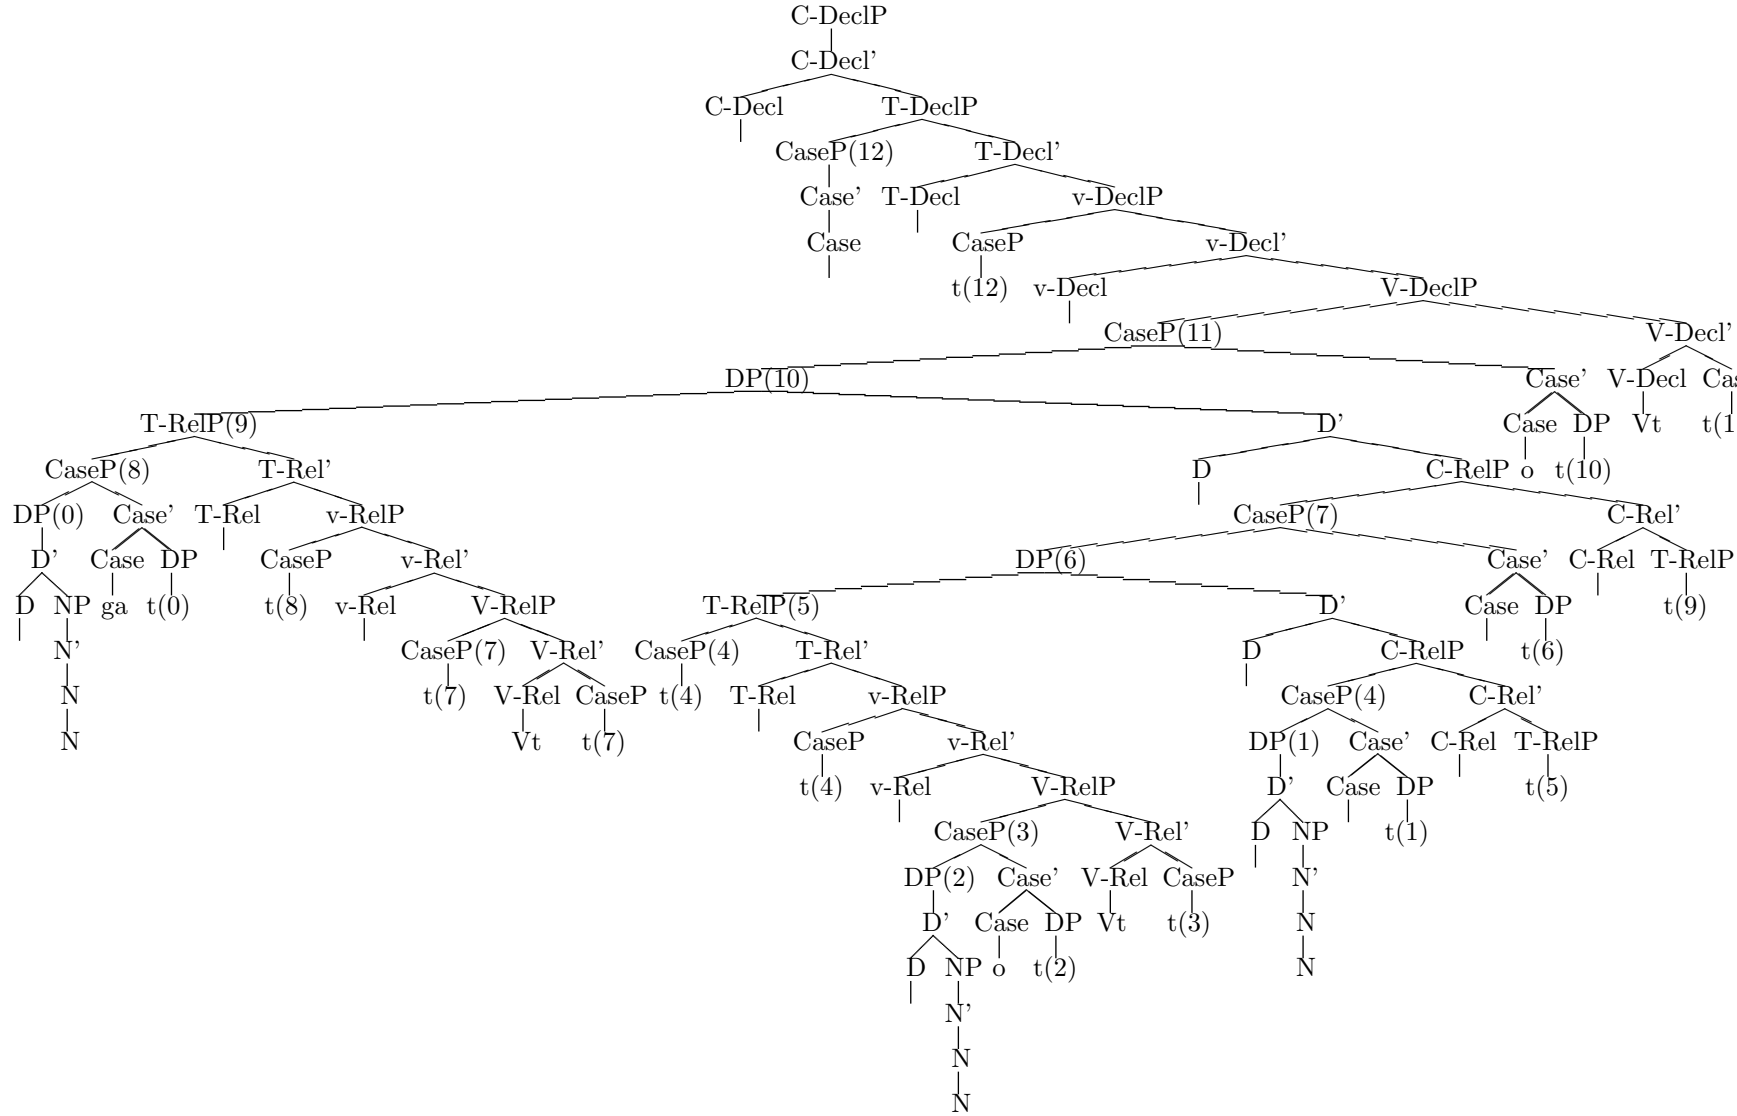 C-DeclP
C-Decl'
C-Decl T-DeclP
CaseP(12) T-Decl'
Case' T-Decl v-DeclP
Case CaseP v-Decl'
t(12) v-Decl V-DeclP
CaseP(11) V-Decl'
DP(10) Case' V-Decl Cas
T-RelP(9) D' Case DP Vt t(1
CaseP(8) T-Rel' D C-RelP o t(10)
DP(0) Case' T-Rel v-RelP CaseP(7) C-Rel'
D' Case DP CaseP v-Rel' DP(6) Case' C-Rel T-RelP
D NP ga t(0) t(8) v-Rel V-RelP T-RelP(5) D' Case DP t(9)
N' CaseP(7) V-Rel' CaseP(4) T-Rel' D C-RelP t(6)
N t(7) V-Rel CaseP t(4) T-Rel v-RelP CaseP(4) C-Rel'
N Vt t(7) CaseP v-Rel' DP(1) Case' C-Rel T-RelP
t(4) v-Rel V-RelP D' Case DP t(5)
CaseP(3) V-Rel' D NP t(1)
DP(2) Case' V-Rel CaseP N'
D' Case DP Vt t(3) N
D NP o t(2) N
N'
N
N